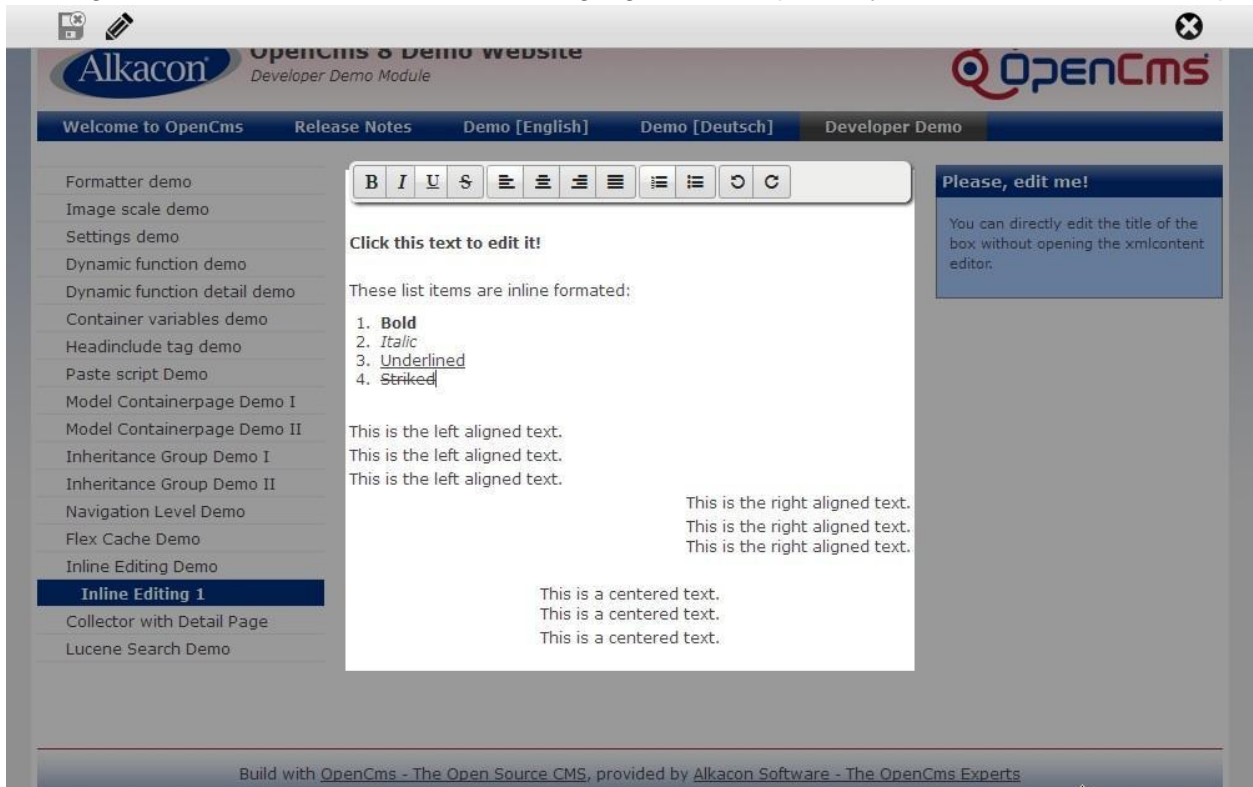 Alkacon
OpenCms 8 Demo Website
Developer Demo Module
OpenCms
Welcome to OpenCms
Release Notes
Demo [English]
Demo [Deutsch]
Developer Demo
Formatter demo
Image scale demo
Settings demo
Dynamic function demo
Dynamic function detail demo
Container variables demo
Headinclude tag demo
Paste script Demo
Model Containerpage Demo I
Model Containerpage Demo II
Inheritance Group Demo I
Inheritance Group Demo II
Navigation Level Demo
Flex Cache Demo
Inline Editing Demo
Inline Editing 1
Collector with Detail Page
Lucene Search Demo
B I U S
Click this text to edit it!
These list items are inline formated:
1. Bold
2. Italic
3. Underlined
4. Striked
This is the left aligned text.
This is the left aligned text.
This is the left aligned text.
This is the right aligned text.
This is the right aligned text.
This is the right aligned text.
This is a centered text.
This is a centered text.
This is a centered text.
Please, edit me!
You can directly edit the title of the
box without opening the xmlcontent
editor.
Build with OpenCms - The Open Source CMS, provided by Alkacon Software - The OpenCms Experts